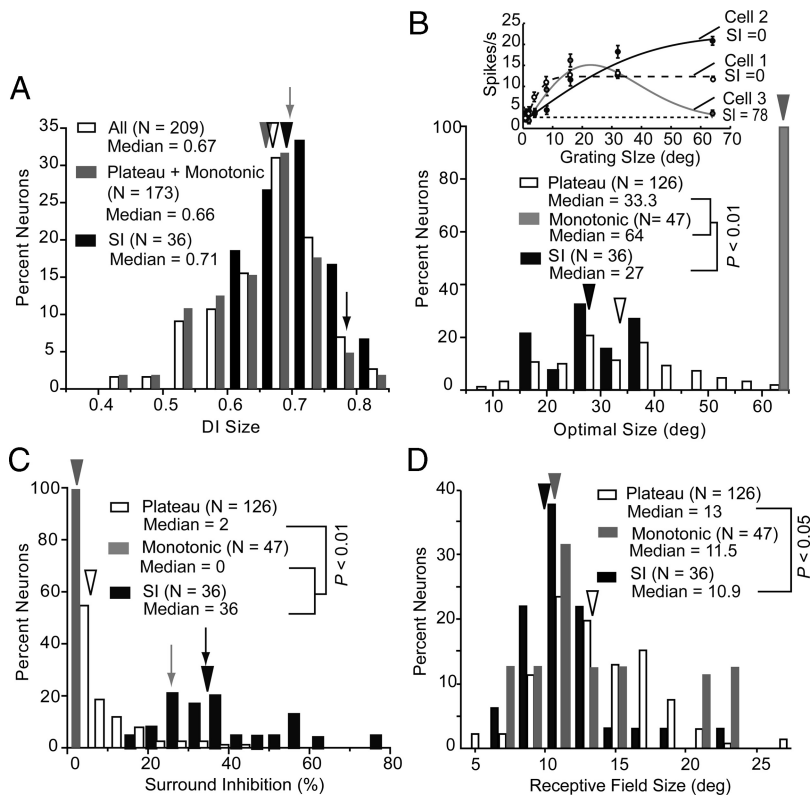 A
All (N = 209)
Median = 0.67
Plateau + Monotonic
(N = 173)
Median = 0.66
SI (N = 36)
Median = 0.71
Percent Neurons
35
30
25
20
15
10
5
0
0.4 0.5 0.6 0.7 0.8
DI Size
B
Spikes/s
25
20
15
10
5
0
Cell 2
SI =0
Cell 1
SI =0
Cell 3
SI = 78
0 10 20 30 40 50 60 70
Grating SIze (deg)
Percent Neurons
100
80
60
40
20
0
Plateau (N = 126)
Median = 33.3
Monotonic (N= 47)
Median = 64
SI (N = 36)
Median = 27
P < 0.01
10 20 30 40 50 60
Optimal Size (deg)
C
Percent Neurons
100
80
60
40
20
0
Plateau (N = 126)
Median = 2
Monotonic (N = 47)
Median = 0
SI (N = 36)
Median = 36
P < 0.01
0 20 40 60 80
Surround Inhibition (%)
D
Percent Neurons
40
30
20
10
0
Plateau (N = 126)
Median = 13
Monotonic (N = 47)
Median = 11.5
SI (N = 36)
Median = 10.9
P < 0.05
5 10 15 20 25
Receptive Field Size (deg)